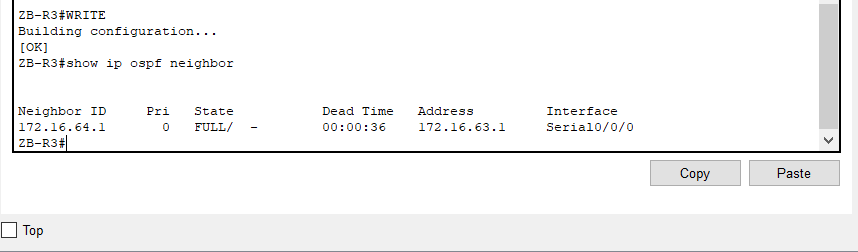 ZB-R3#WRITE
Building configuration...
[OK]
ZB-R3#show ip ospf neighbor
Neighbor ID     Pri   State           Dead Time   Address         Interface
172.16.64.1       0   FULL/  -        00:00:36    172.16.63.1     Serial0/0/0
ZB-R3#
Copy Paste
Top